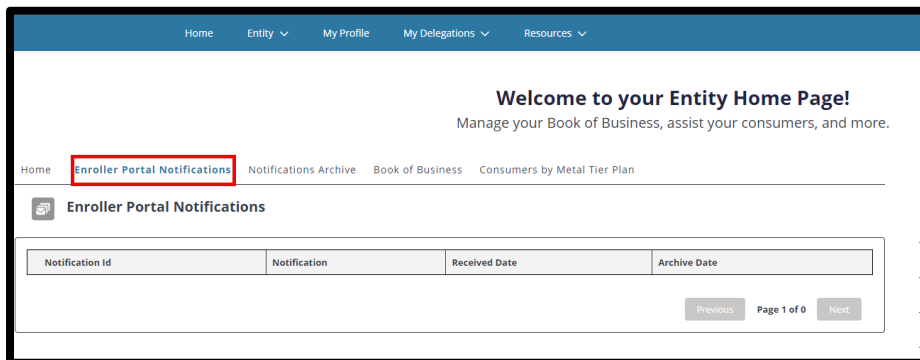 Home Entity My Profile My Delegations Resources
Welcome to your Entity Home Page!
Manage your Book of Business, assist your consumers, and more.
Home Enroller Portal Notifications Notifications Archive Book of Business Consumers by Metal Tier Plan
Enroller Portal Notifications
Notification Id Notification Received Date Archive Date
Previous Page 1 of 0 Next